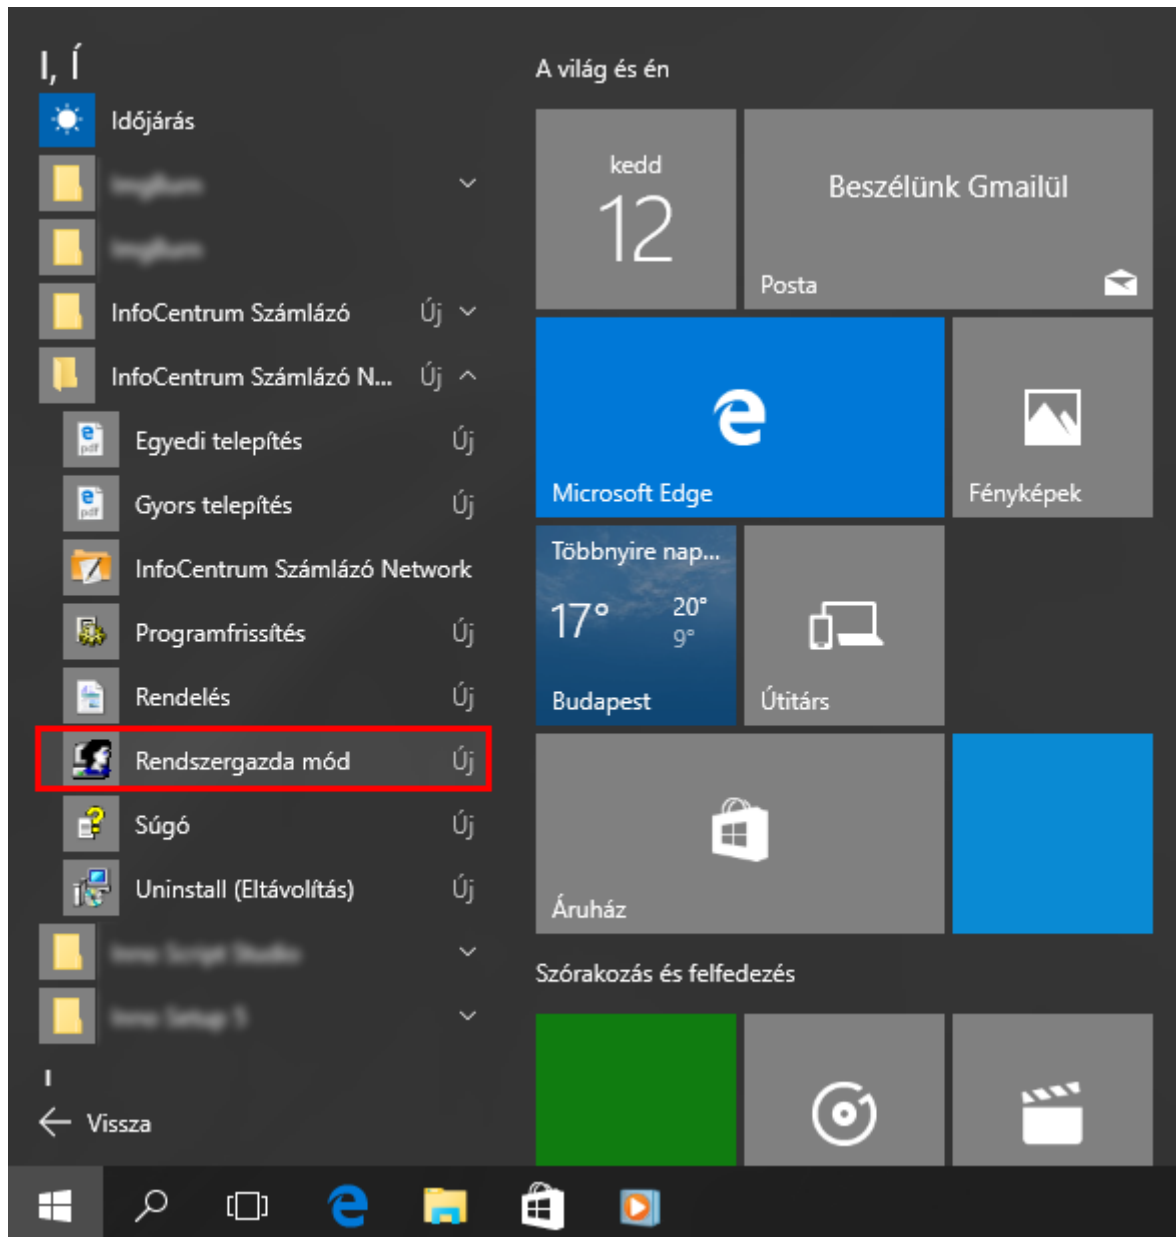 I, Í
Időjárás
InfoCentrum Számlázó Új
InfoCentrum Számlázó N... Új
Egyedi telepítés Új
Gyors telepítés Új
InfoCentrum Számlázó Network
Programfrissítés Új
Rendelés Új
Rendszergazda mód Új
Súgó Új
Uninstall (Eltávolítás) Új
Vissza
A világ és én
kedd
12
Beszélünk Gmailül
Posta
Microsoft Edge
Fényképek
Többnyire nap...
17° 20°
9°
Budapest
Útitárs
Áruház
Szórakozás és felfedezés